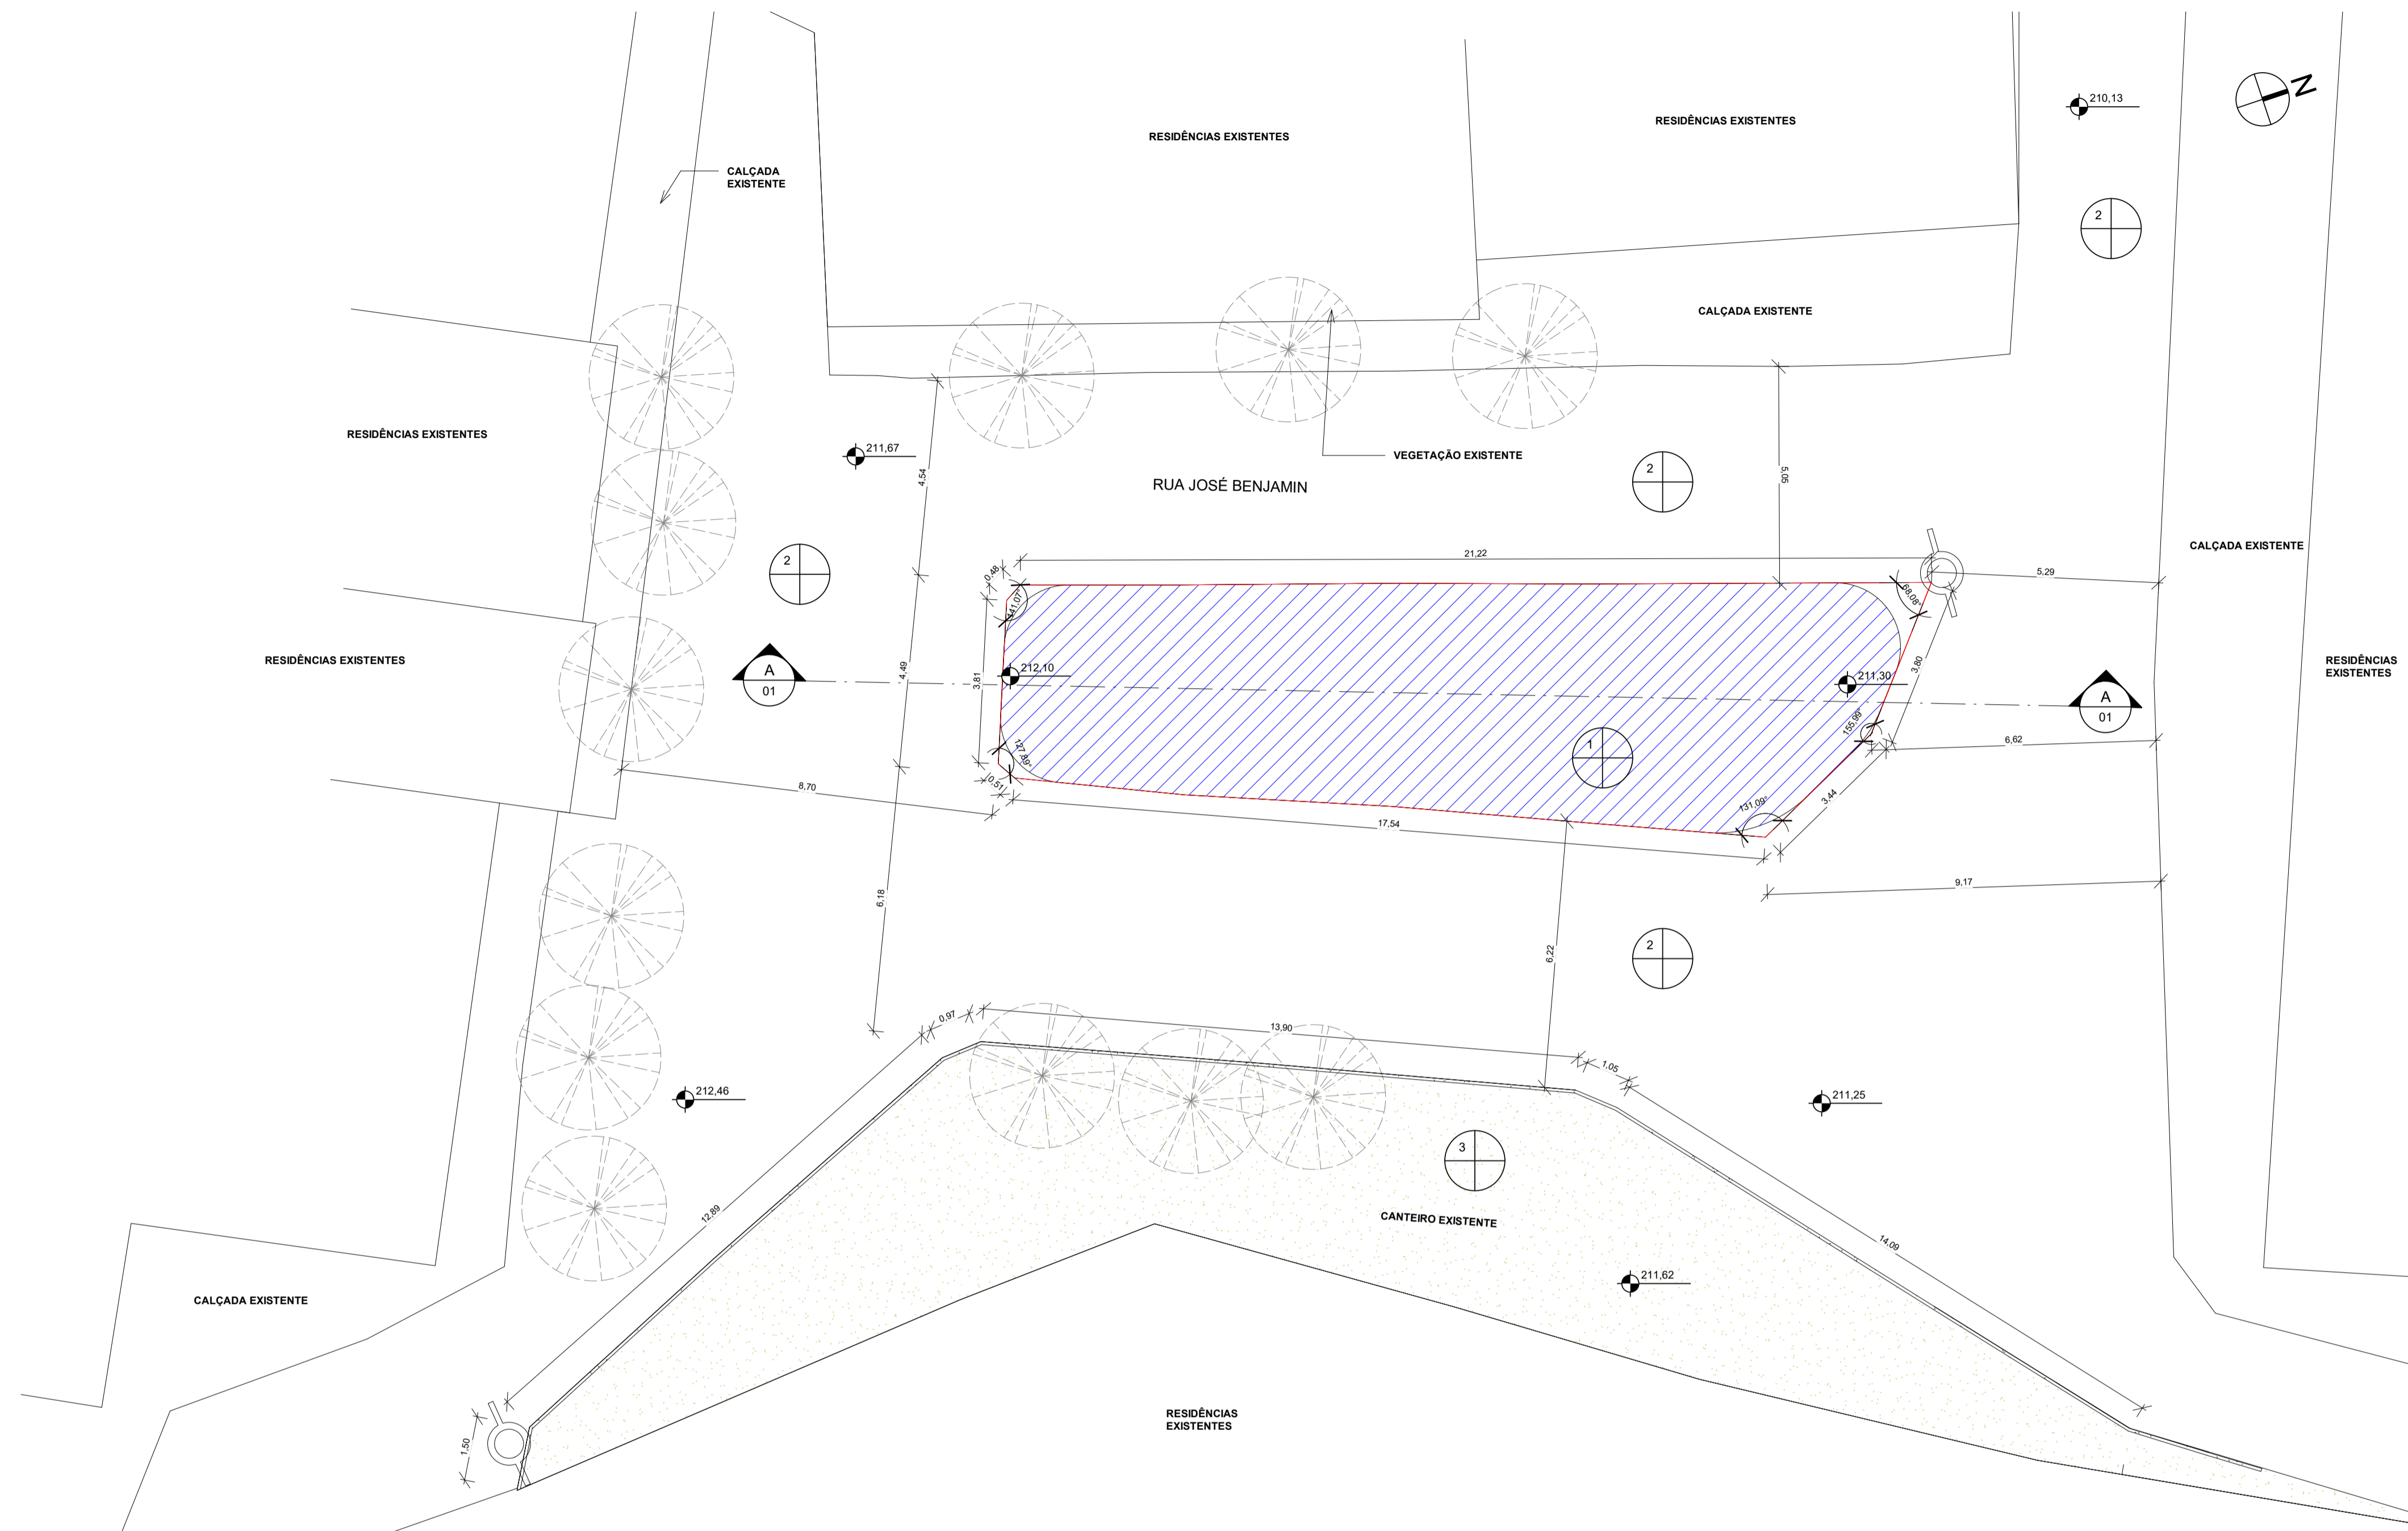 N
210,13
RESIDÊNCIAS EXISTENTES
RESIDÊNCIAS EXISTENTES
CALÇADA
EXISTENTE
2
CALÇADA EXISTENTE
RESIDÊNCIAS EXISTENTES
211,67
4,54
VEGETAÇÃO EXISTENTE
2
5,05
RUA JOSÉ BENJAMIN
2
21,22
0,48
141,07°
68,08°
5,29
CALÇADA EXISTENTE
RESIDÊNCIAS EXISTENTES
A
01
4,49
3,81
212,10
211,30
3,80
A
01
RESIDÊNCIAS
EXISTENTES
155,99°
6,62
1
127,89°
0,51
8,70
17,54
131,09°
3,44
9,17
6,18
6,22
2
0,97
13,90
1,05
212,46
211,25
3
12,89
CANTEIRO EXISTENTE
14,09
211,62
CALÇADA EXISTENTE
RESIDÊNCIAS
EXISTENTES
1,50